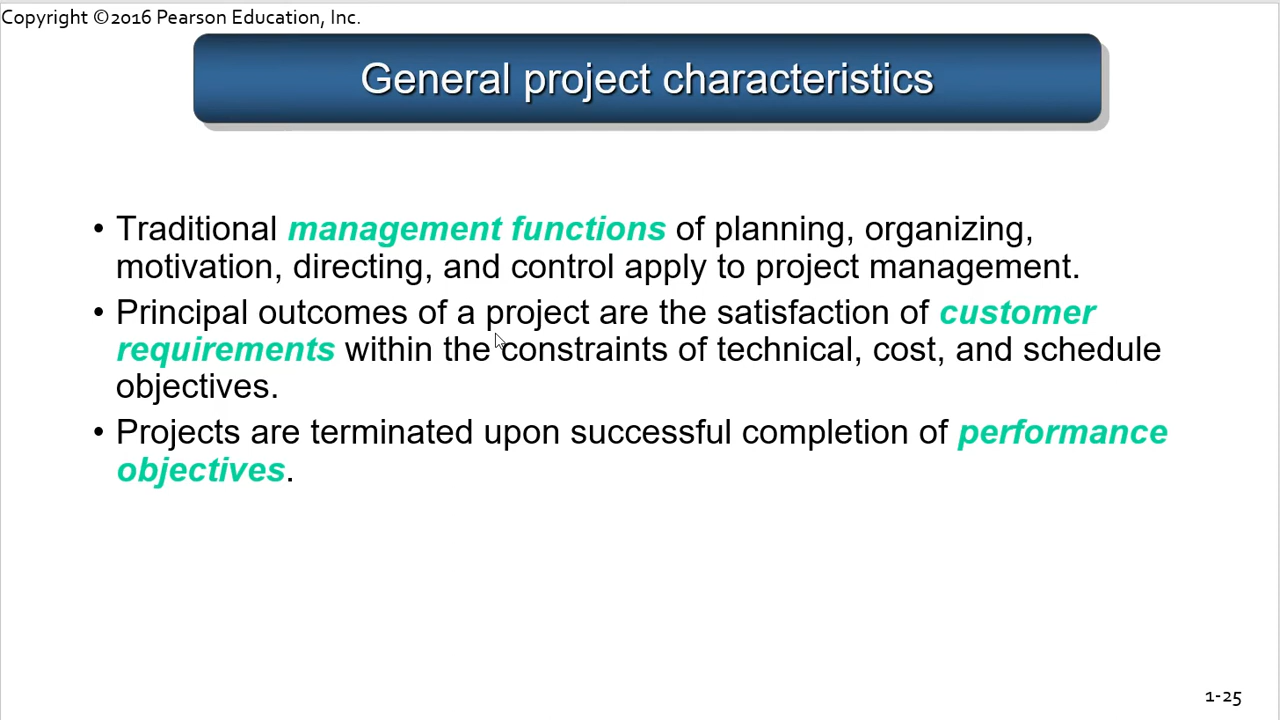 Copyright ©2016 Pearson Education, Inc.
General project characteristics
• Traditional management functions of planning, organizing,
motivation, directing, and control apply to project management.
• Principal outcomes of a project are the satisfaction of customer
requirements within the constraints of technical, cost, and schedule
objectives.
• Projects are terminated upon successful completion of performance
objectives.
1-25